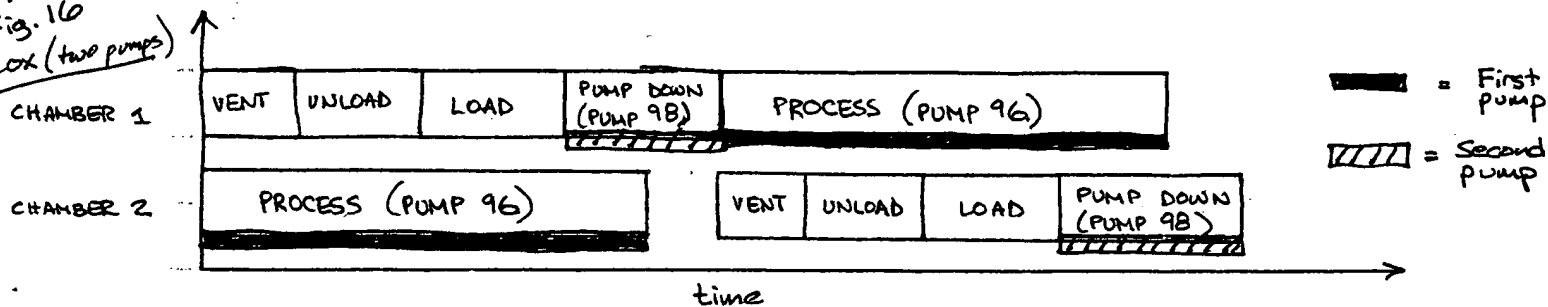 Fig. 16
(two pumps)
CHAMBER 1
VENT
UNLOAD
LOAD
PUMP DOWN
(PUMP 98)
PROCESS (PUMP 96)
= First
pump
= Second
pump
CHAMBER 2
PROCESS (PUMP 96)
VENT
UNLOAD
LOAD
PUMP DOWN
(PUMP 98)
time